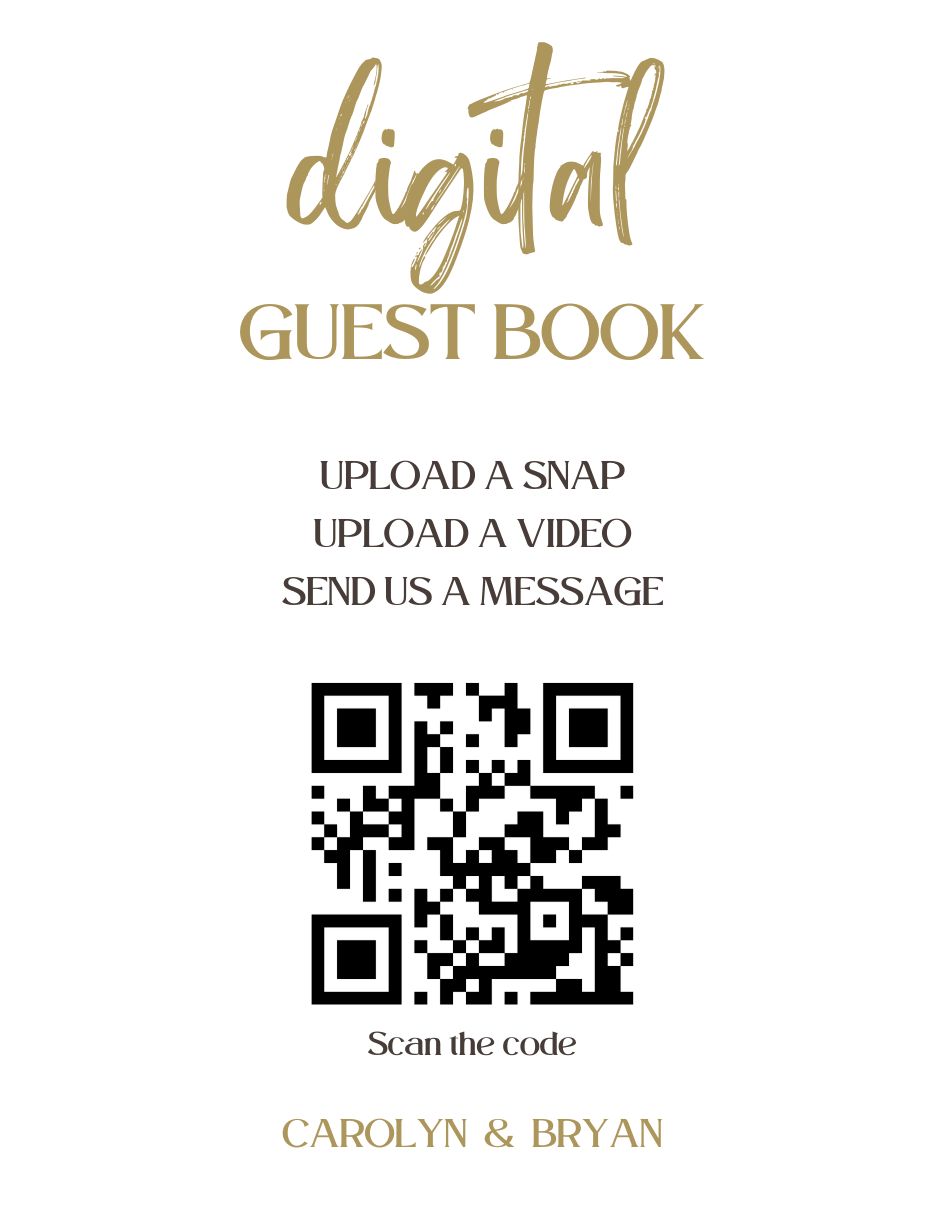 digital
GUEST BOOK
UPLOAD A SNAP
UPLOAD A VIDEO
SEND US A MESSAGE
Scan the code
CAROLYN & BRYAN